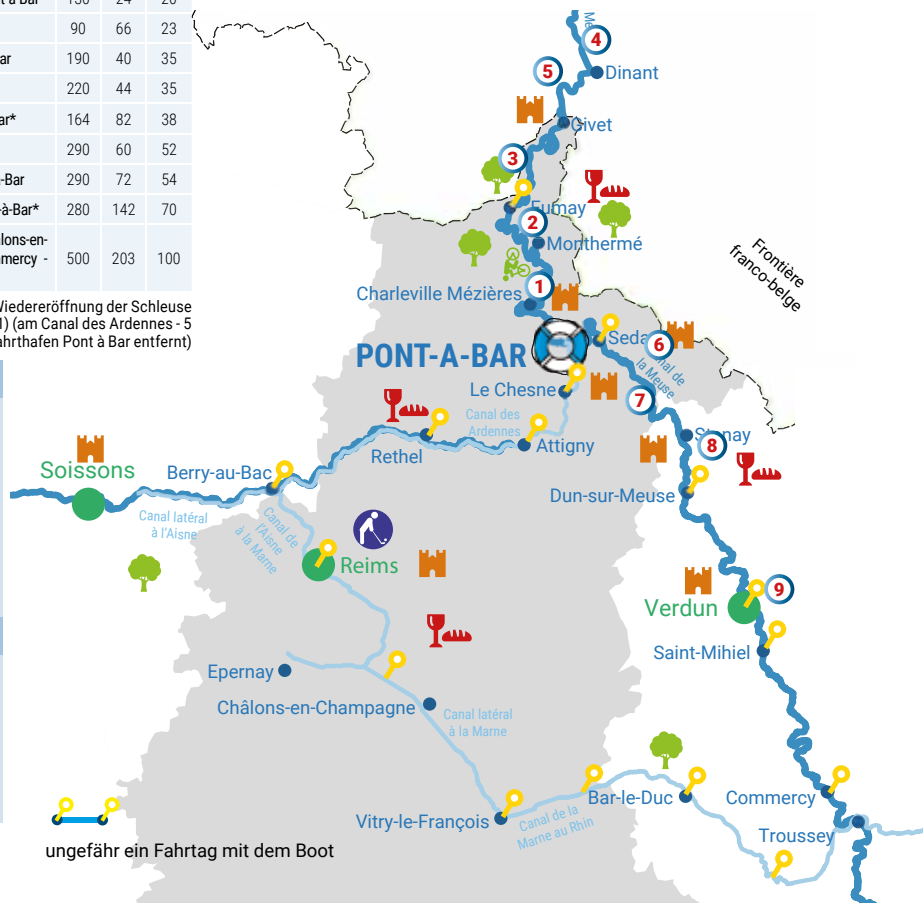 90 66 23
ar 190 40 35
220 44 35
ar* 164 82 38
290 60 52
-Bar 290 72 54
-à-Bar* 280 142 70
alons-en-
nmercy - 500 203 100
Wiedereröffnung der Schleuse
1) (am Canal des Ardennes - 5
ahrthafen Pont à Bar entfernt)
4
5
Dinant
Givet
3
Fumay
2
Monthermé
Frontière
franco-belge
1
Charleville Mézières
Seda
6
PONT-A-BAR
Le Chesne
la Meuse
7
Canal des
Ardennes
8
Rethel
Attigny
Soissons
Berry-au-Bac
Dun-sur-Meuse
Canal latéral
à l'Aisne
Canal de
l'Aisne
à la Marne
Reims
Verdun
9
Saint-Mihiel
Epernay
Châlons-en-Champagne
Canal latéral
à la Marne
Bar-le-Duc
Commercy
Vitry-le-François
Canal de la
Marne au Rhin
Troussey
ungefähr ein Fahrtag mit dem Boot